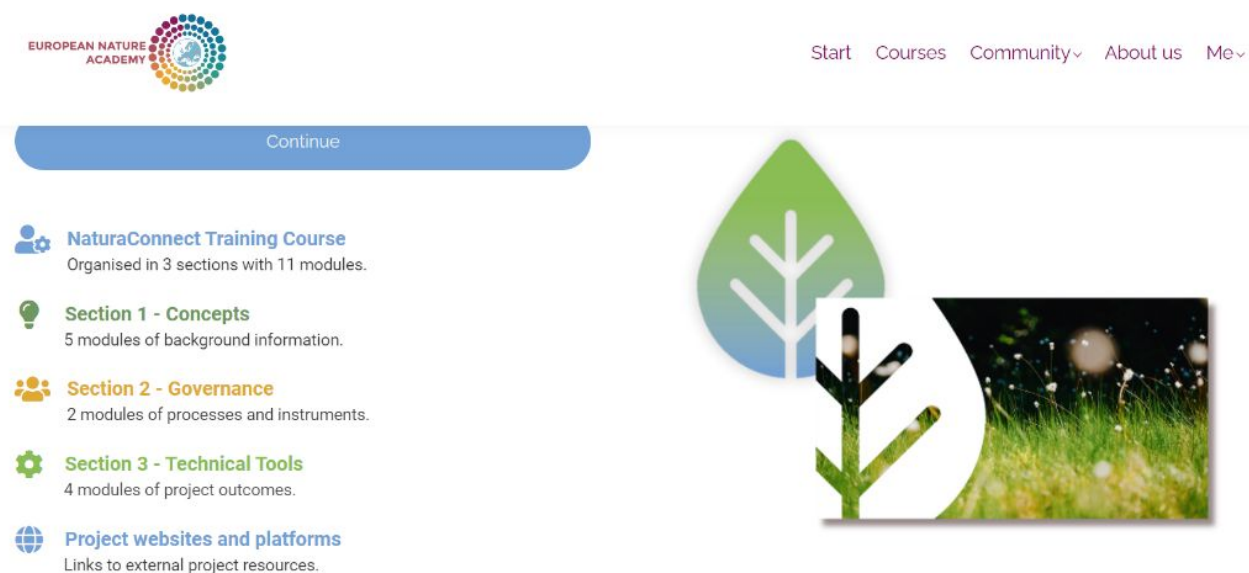 EUROPEAN NATURE
ACADEMY
Start Courses Community About us Me
Continue
NaturaConnect Training Course
Organised in 3 sections with 11 modules.
Section 1 - Concepts
5 modules of background information.
Section 2 - Governance
2 modules of processes and instruments.
Section 3 - Technical Tools
4 modules of project outcomes.
Project websites and platforms
Links to external project resources.